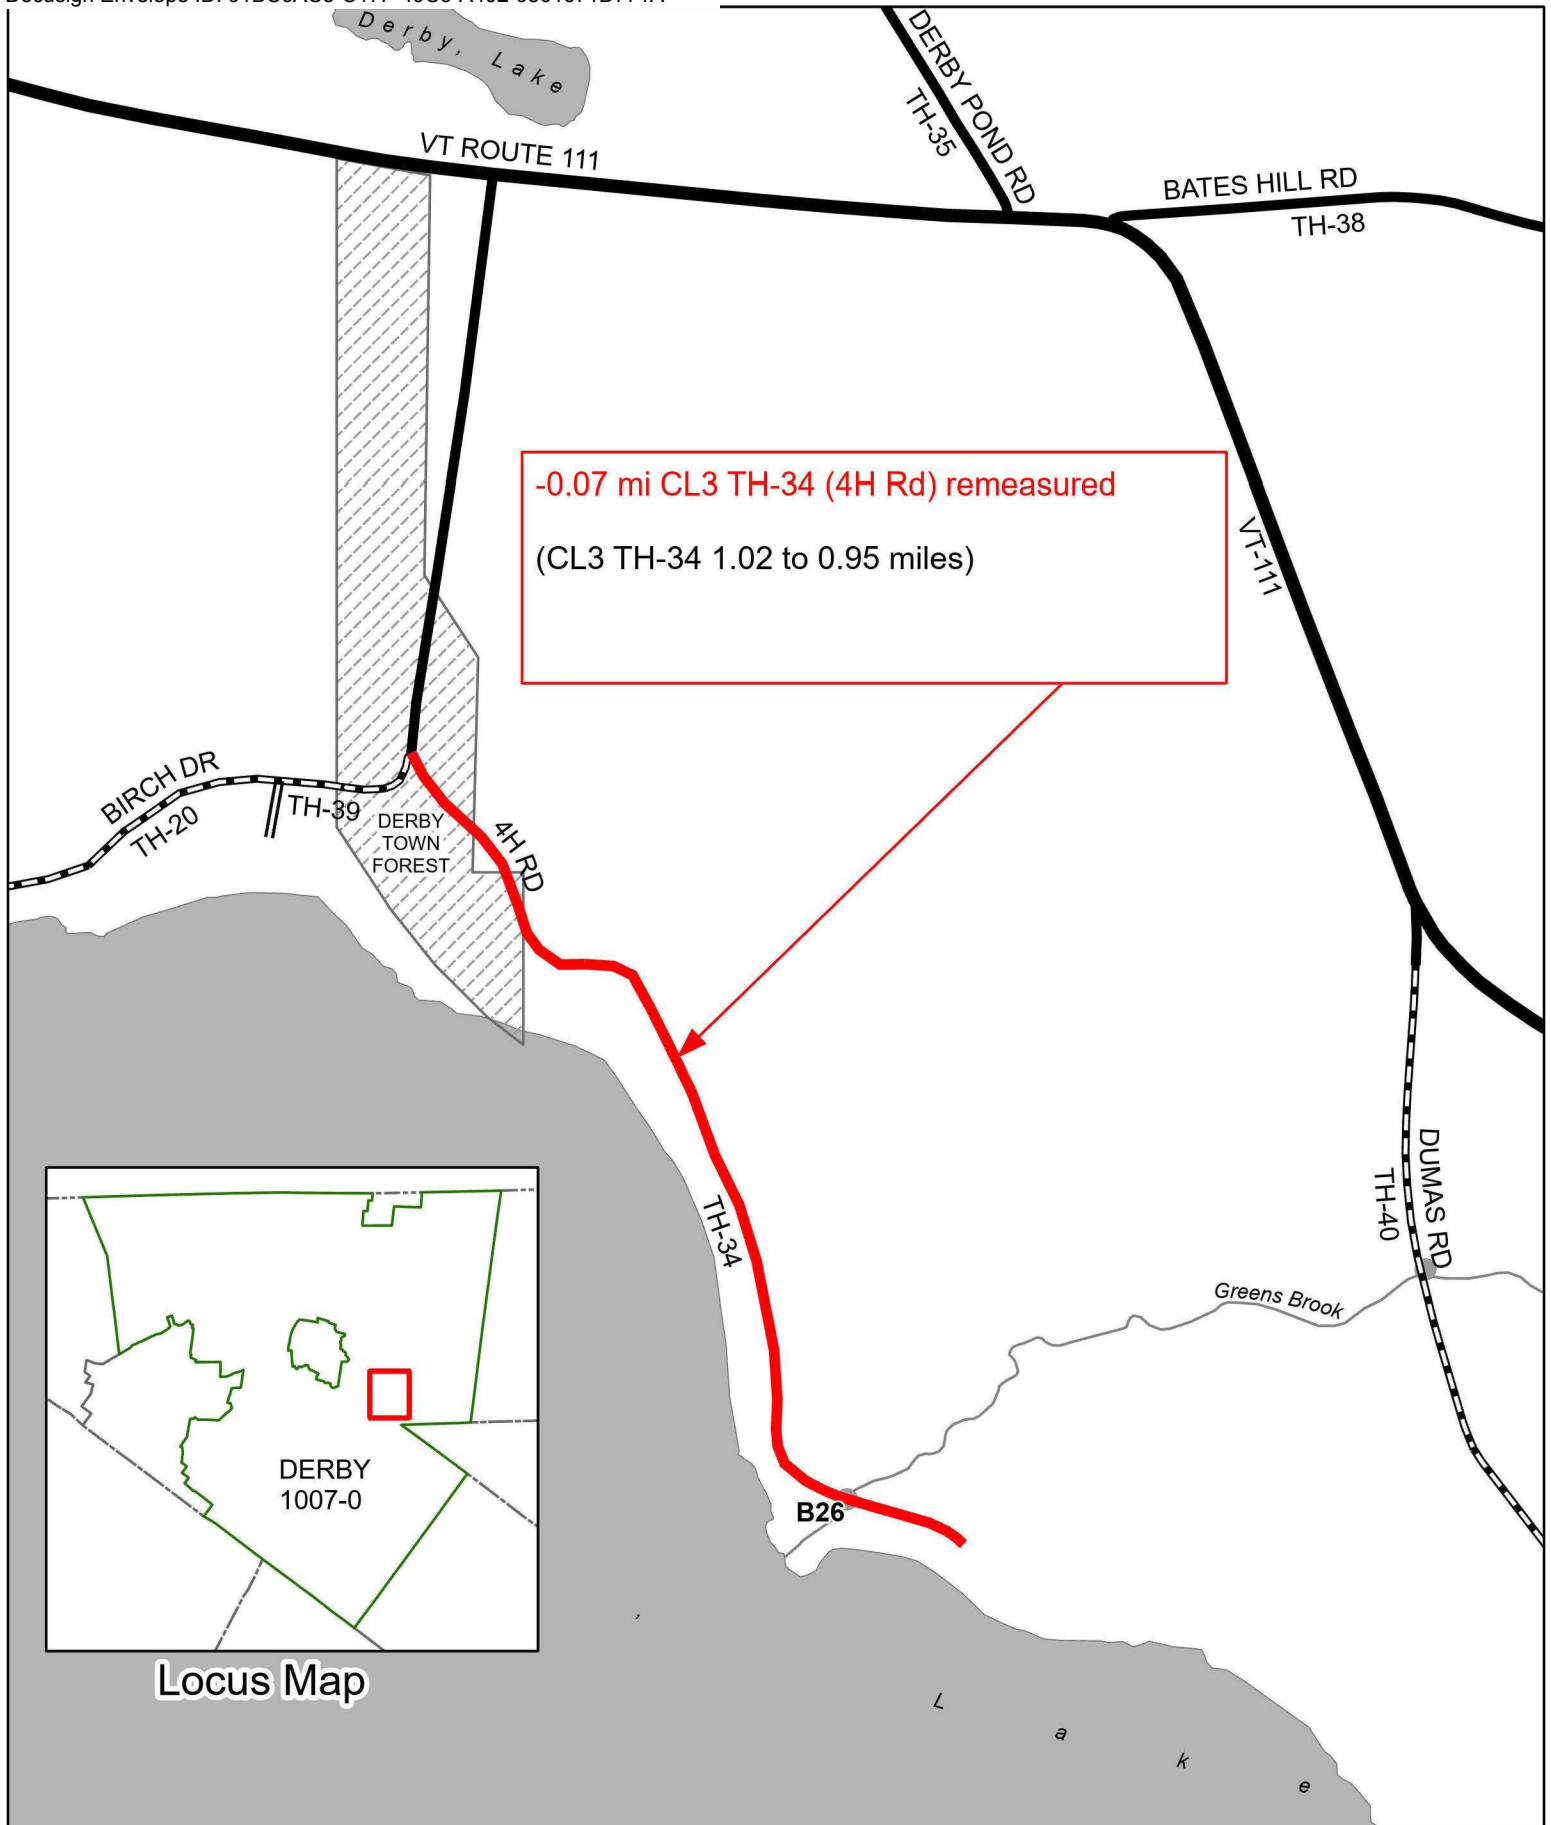 Derby, Lake
VT ROUTE 111
DERBY POND RD
TH-35
BATES HILL RD
TH-38
-0.07 mi CL3 TH-34 (4H Rd) remeasured
(CL3 TH-34 1.02 to 0.95 miles)
VT-111
BIRCH DR
TH-20
TH-39
DERBY
TOWN
FOREST
4H RD
TH-34
DUMAS RD
TH-40
Greens Brook
B26
DERBY
1007-0
Locus Map
,
Lake